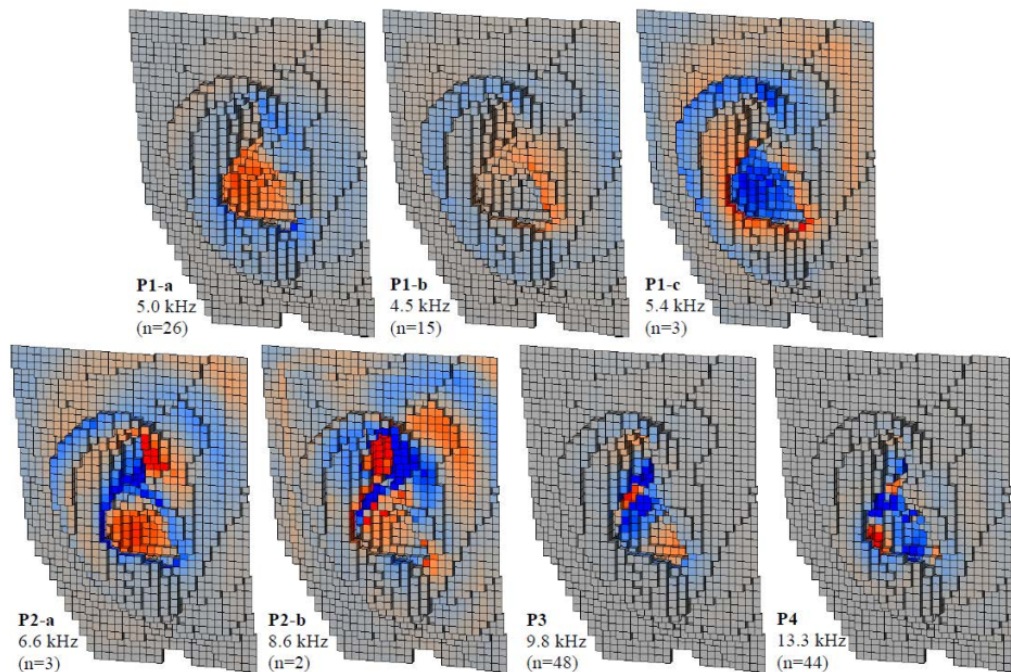 P1-a
5.0 kHz
(n=26)
P1-b
4.5 kHz
(n=15)
P1-c
5.4 kHz
(n=3)
P2-a
6.6 kHz
(n=3)
P2-b
8.6 kHz
(n=2)
P3
9.8 kHz
(n=48)
P4
13.3 kHz
(n=44)